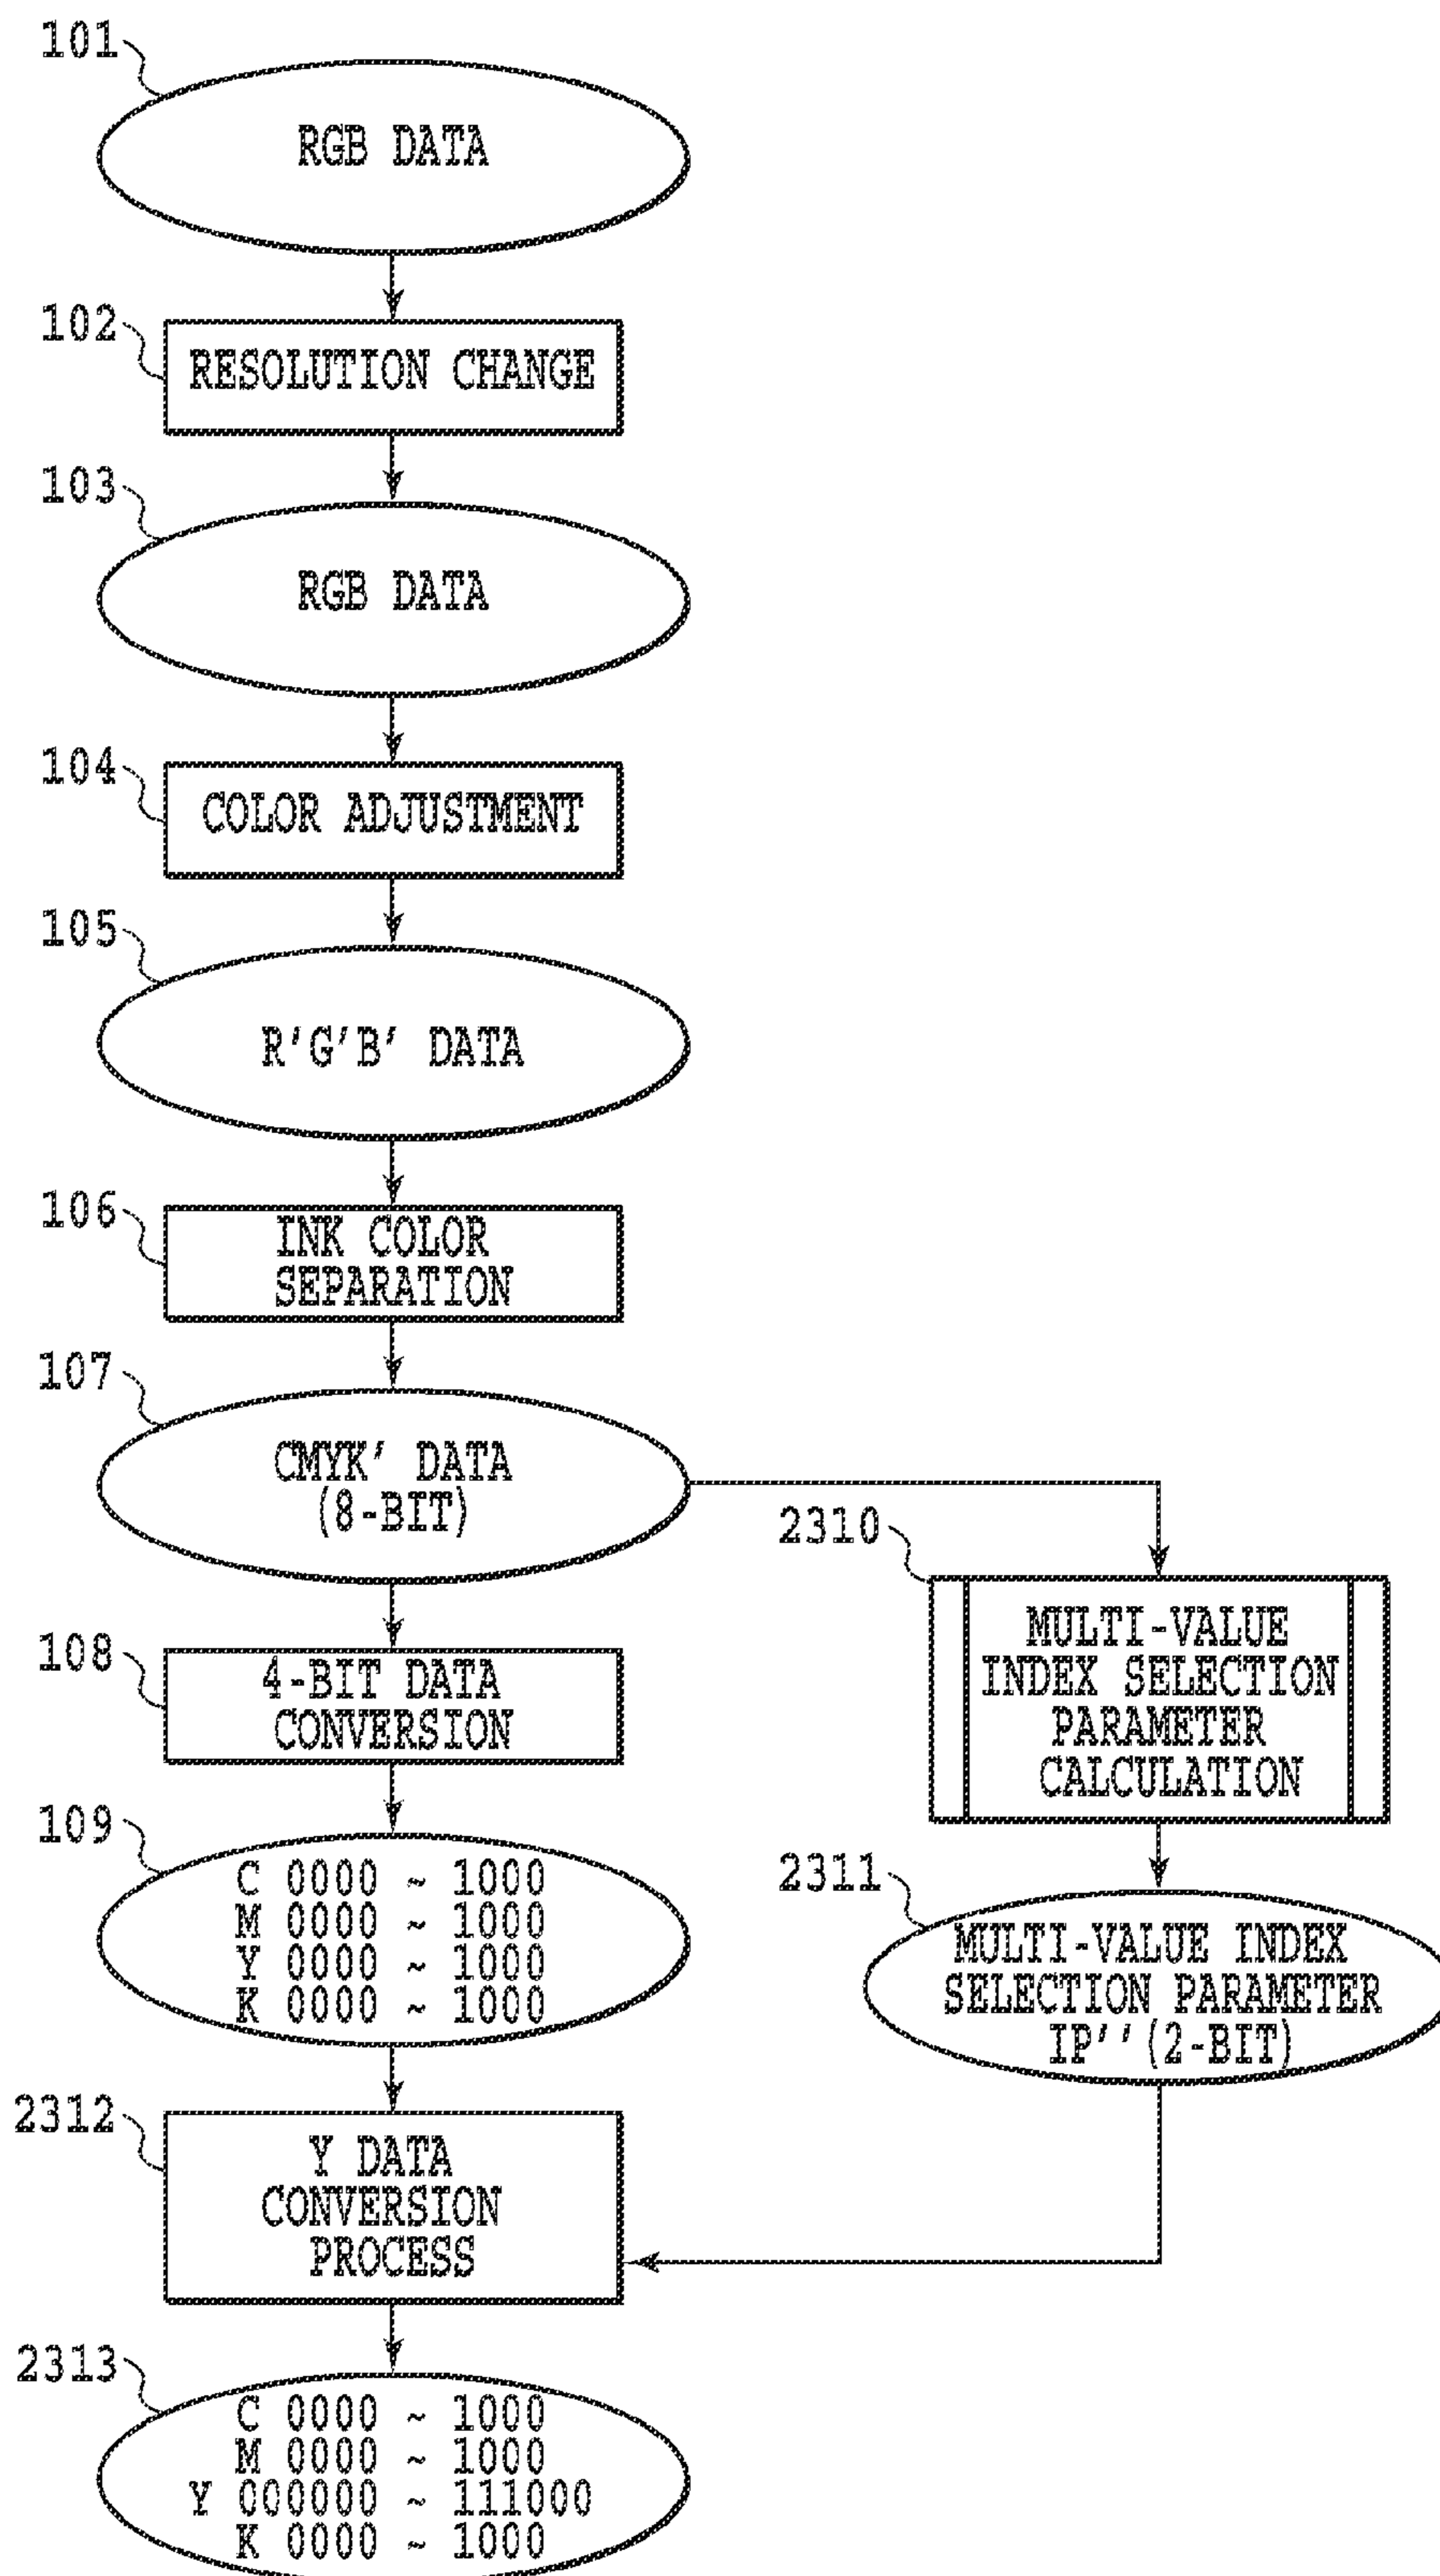 101
RGB DATA
102
RESOLUTION CHANGE
103
RGB DATA
104
COLOR ADJUSTMENT
105
R'G'B' DATA
106
INK COLOR
SEPARATION
107
CMYK' DATA
(8-BIT)
108
4-BIT DATA
CONVERSION
2310
MULTI-VALUE
INDEX SELECTION
PARAMETER
CALCULATION
109
C 0000 ~ 1000
M 0000 ~ 1000
Y 0000 ~ 1000
K 0000 ~ 1000
2311
MULTI-VALUE INDEX
SELECTION PARAMETER
IP''(2-BIT)
2312
Y DATA
CONVERSION
PROCESS
2313
C 0000 ~ 1000
M 0000 ~ 1000
Y 000000 ~ 111000
K 0000 ~ 1000